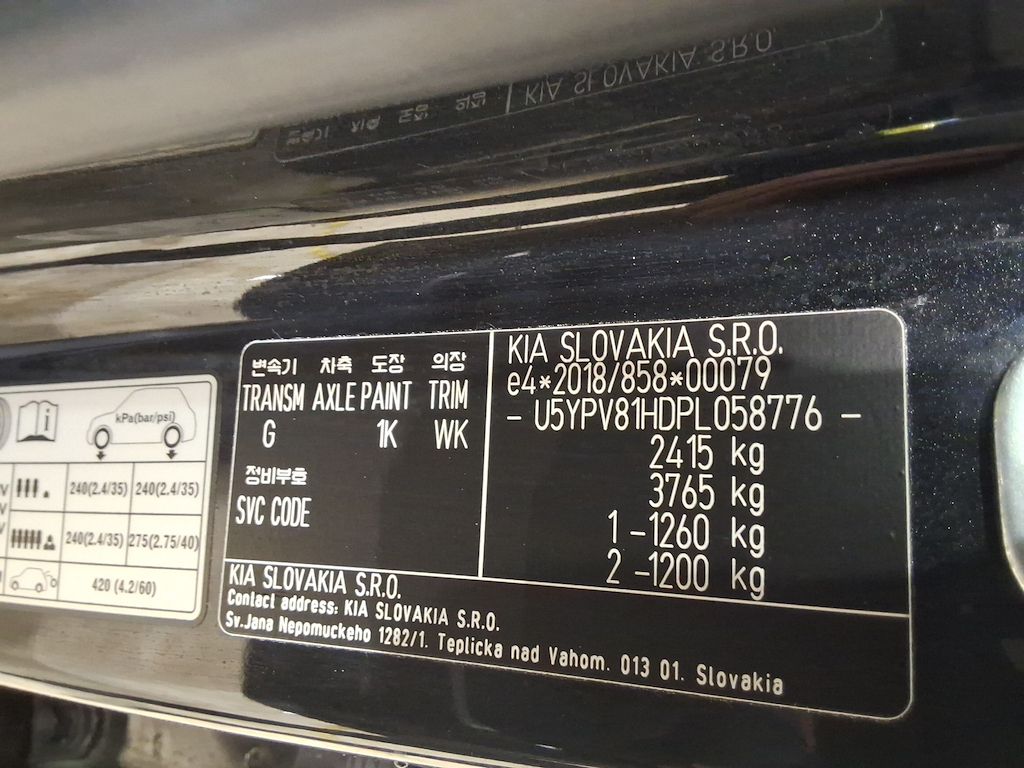 KIA SLOVAKIA S.R.O.
변속기 차축 도장 의장
TRANSM AXLE PAINT TRIM
G 1K WK
정비부호
SVC CODE
KIA SLOVAKIA S.R.O.
e4*2018/858*00079
- U5YPV81HDPL058776 -
2415 kg
3765 kg
1 -1260 kg
2 -1200 kg
KIA SLOVAKIA S.R.O.
Contact address: KIA SLOVAKIA S.R.O.
Sv.Jana Nepomuckeho 1282/1. Teplicka nad Vahom. 013 01. Slovakia
kPa(bar/psi)
240(2.4/35) 240(2.4/35)
240(2.4/35) 275(2.75/40)
420 (4.2/60)